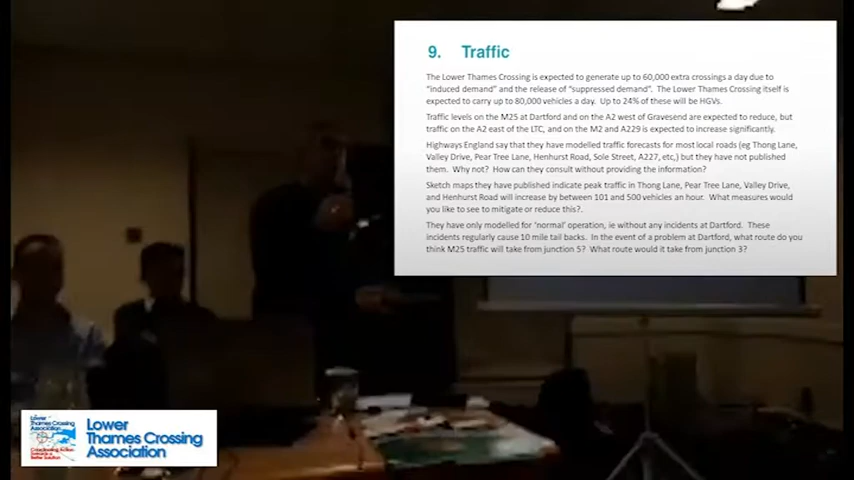 9. Traffic
The Lower Thames Crossing is expected to generate up to 60,000 extra crossings a day due to
"induced demand" and the release of "suppressed demand". The Lower Thames Crossing itself is
expected to carry up to 80,000 vehicles a day. Up to 24% of these will be HGVs.
Traffic levels on the M25 at Dartford and on the A2 west of Gravesend are expected to reduce, but
traffic on the A2 east of the LTC, and on the M2 and A229 is expected to increase significantly.
Highways England say that they have modelled traffic forecasts for most local roads (eg Thong Lane,
Valley Drive, Pear Tree Lane, Henhurst Road, Sole Street, A227, etc,) but they have not published
them. Why not? How can they consult without providing the information?
Sketch maps they have published indicate peak traffic in Thong Lane, Pear Tree Lane, Valley Drive,
and Henhurst Road will increase by between 101 and 500 vehicles an hour. What measures would
you like to see to mitigate or reduce this?.
They have only modelled for 'normal' operation, ie without any incidents at Dartford. These
incidents regularly cause 10 mile tail backs. In the event of a problem at Dartford, what route do you
think M25 traffic will take from junction 5? What route would it take from junction 3?
Lower
Thames Crossing
Association
Lower
Thames Crossing
Association
Better Solution